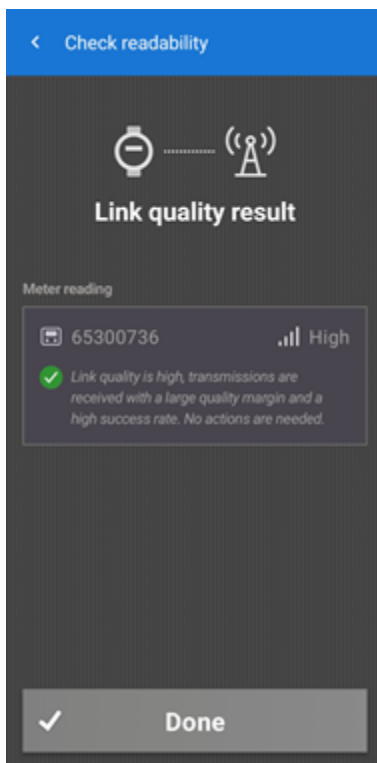 Check readability
Link quality result
Meter reading
65300736 High
Link quality is high, transmissions are
received with a large quality margin and a
high success rate. No actions are needed.
Done